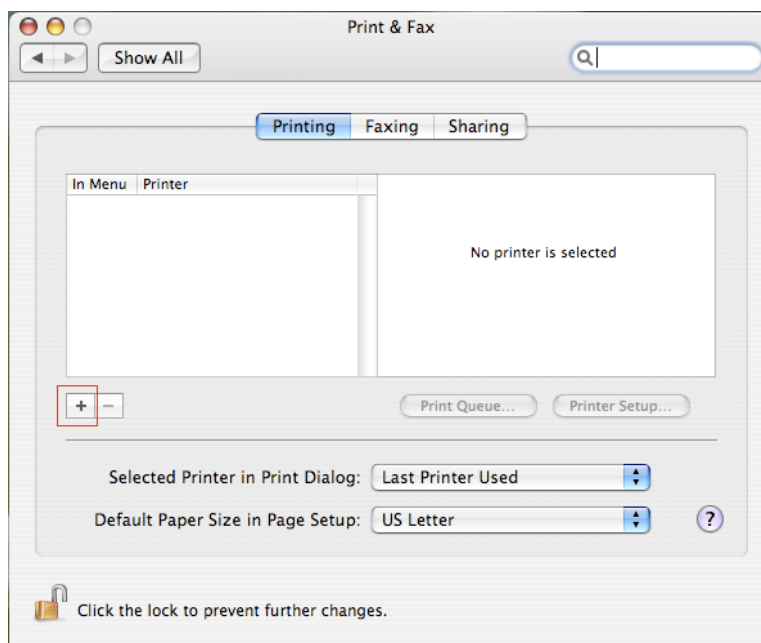 Print & Fax
Show All
Printing Faxing Sharing
In Menu Printer
No printer is selected
+ −
Print Queue... Printer Setup...
Selected Printer in Print Dialog: Last Printer Used
Default Paper Size in Page Setup: US Letter ?
Click the lock to prevent further changes.